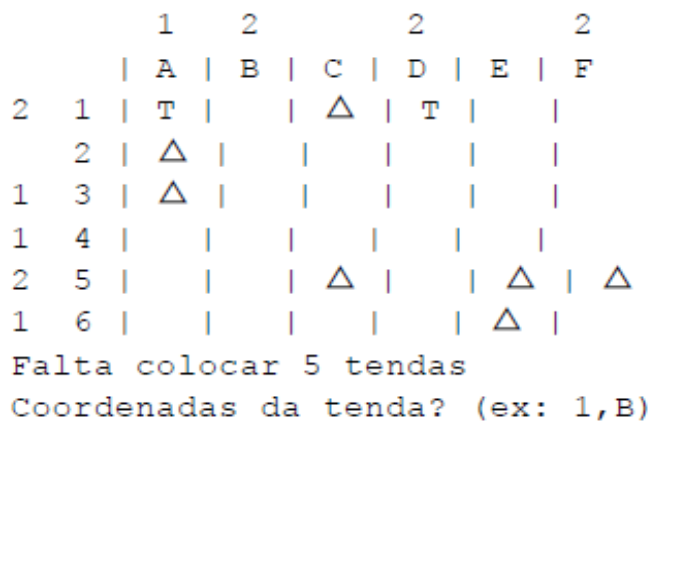 1 2 2 2
| A | B | C | D | E | F
2 1 | T | | △ | T | |
2 | △ | | | | |
1 3 | △ | | | | |
1 4 | | | | | |
2 5 | | | △ | | △ | △
1 6 | | | | | △ |
Falta colocar 5 tendas
Coordenadas da tenda? (ex: 1,B)